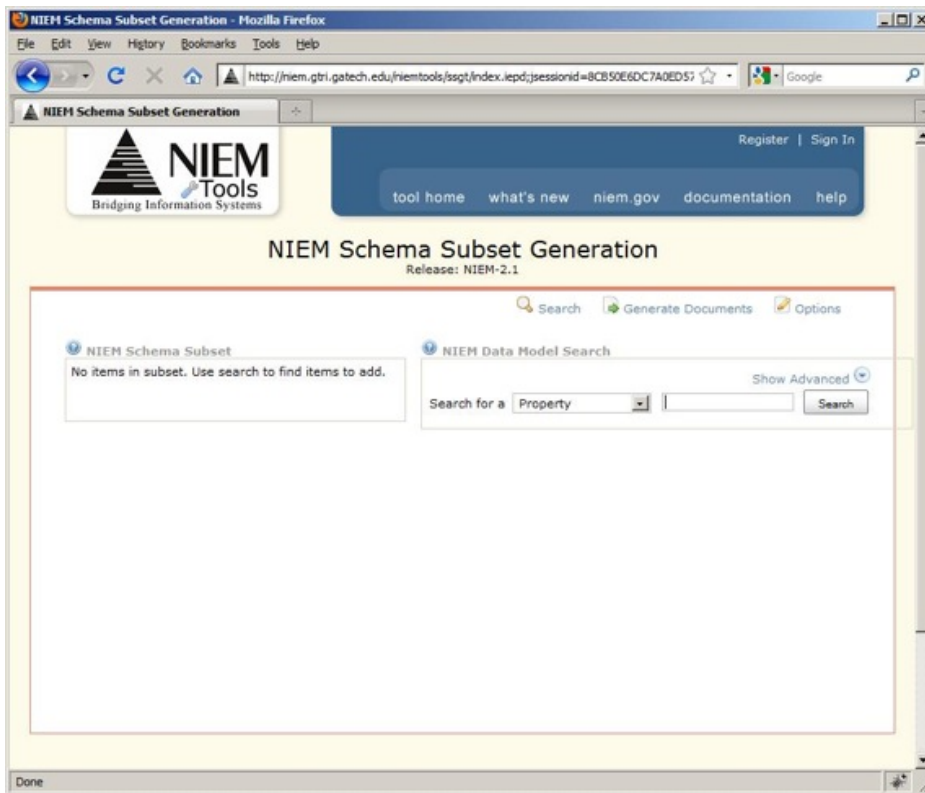 NIEM Schema Subset Generation - Mozilla Firefox
File Edit View History Bookmarks Tools Help
http://niem.gtri.gatech.edu/niemtools/ssgt/index.iepd;jsessionid=8CB50E6DC7A0ED57 Google
NIEM Schema Subset Generation
Register | Sign In
NIEM
Tools
Bridging Information Systems
tool home what's new niem.gov documentation help
NIEM Schema Subset Generation
Release: NIEM-2.1
Search Generate Documents Options
NIEM Schema Subset NIEM Data Model Search
No items in subset. Use search to find items to add.
Show Advanced
Search for a Property Search
Done